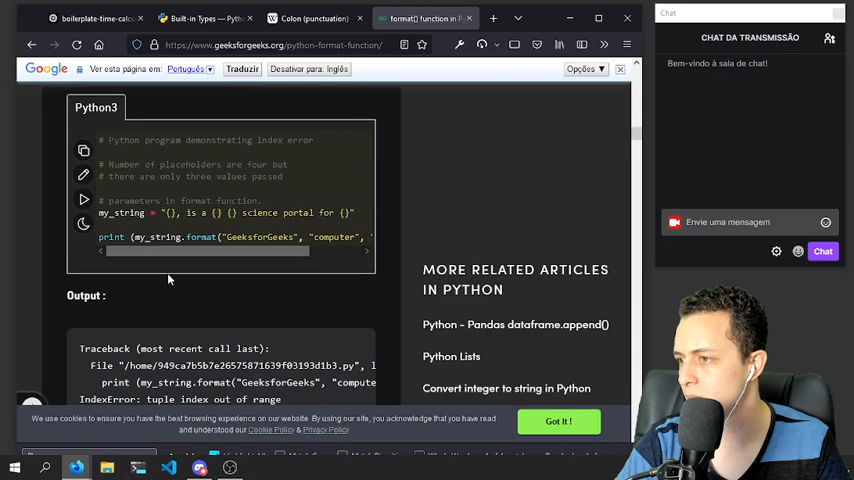 boilerplate-time-calcu
Built-in Types — Pytho
Colon (punctuation) -
format() function in Py
https://www.geeksforgeeks.org/python-format-function/
Google
Ver esta página em:
Português
Traduzir
Desativar para: Inglês
Opções ▼
Python3
# Python program demonstrating Index error
# Number of placeholders are four but
# there are only three values passed
# parameters in format function.
my_string = "{}, is a {} {} science portal for {}"
print (my_string.format("GeeksforGeeks", "computer", "
Output :
Traceback (most recent call last):
File "/home/949ca7b5b7e26575871639f03193d1b3.py", l
print (my_string.format("GeeksforGeeks", "compute
IndexError: tuple index out of range
MORE RELATED ARTICLES
IN PYTHON
Python - Pandas dataframe.append()
Python Lists
Convert integer to string in Python
We use cookies to ensure you have the best browsing experience on our website. By using our site, you acknowledge that you have read
and understood our Cookie Policy & Privacy Policy
Got It !
Chat
CHAT DA TRANSMISSÃO
Bem-vindo à sala de chat!
Envie uma mensagem
Chat